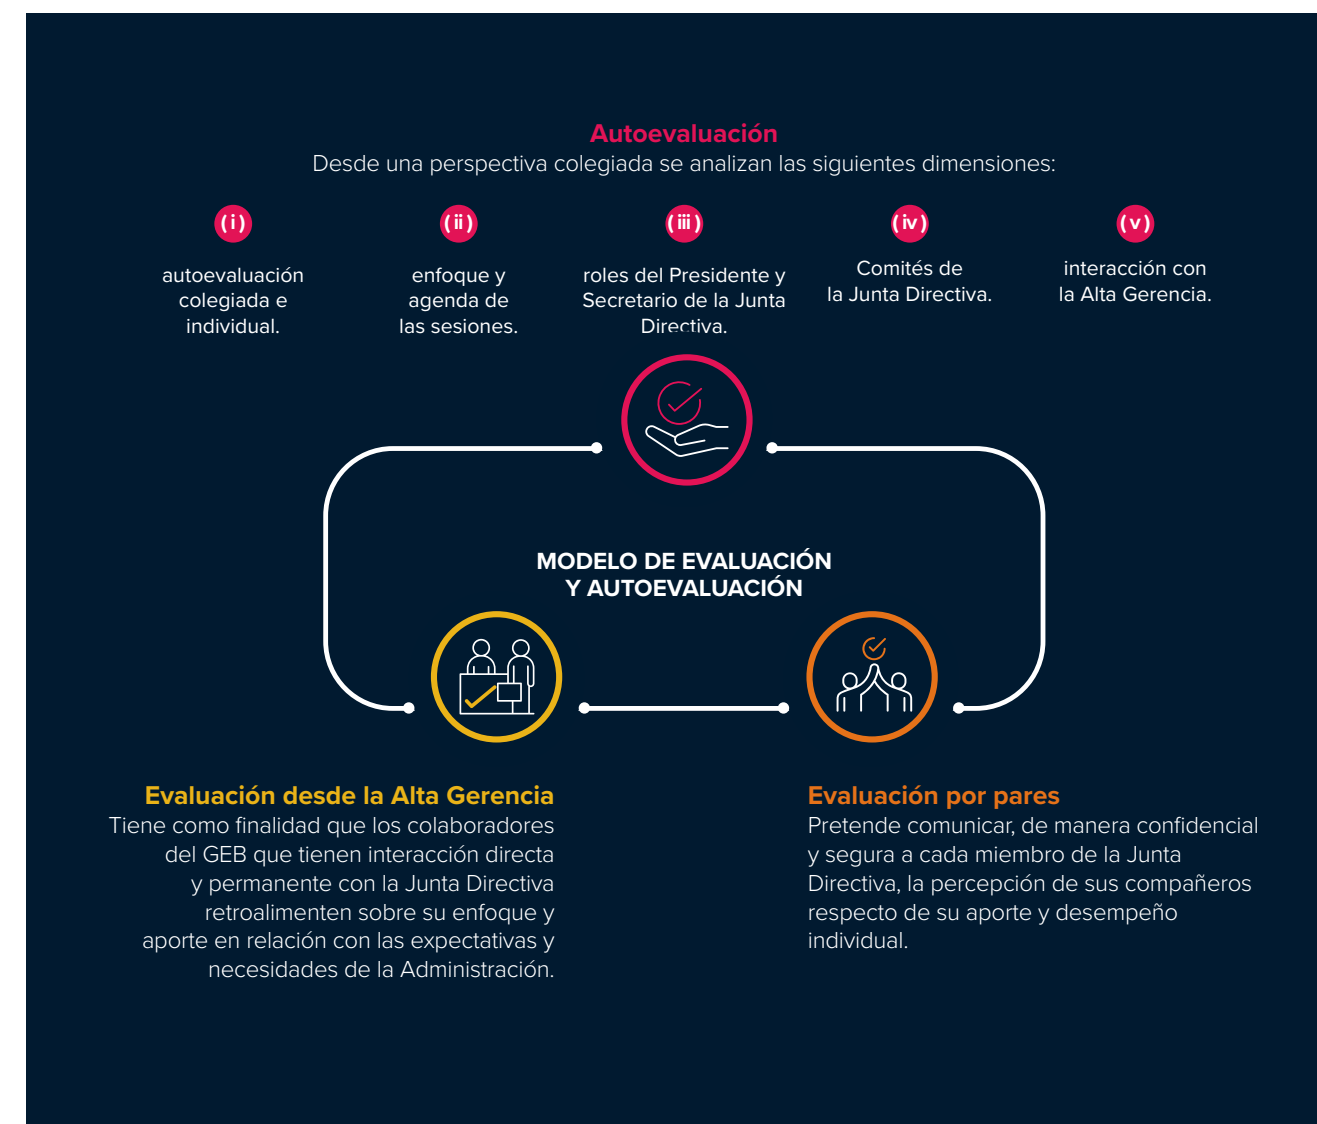 Autoevaluación
Desde una perspectiva colegiada se analizan las siguientes dimensiones:
(i)
autoevaluación
colegiada e
individual.
(ii)
enfoque y
agenda de
las sesiones.
(iii)
roles del Presidente y
Secretario de la Junta
Directiva.
(iv)
Comités de
la Junta Directiva.
(v)
interacción con
la Alta Gerencia.
MODELO DE EVALUACIÓN
Y AUTOEVALUACIÓN
Evaluación desde la Alta Gerencia
Tiene como finalidad que los colaboradores
del GEB que tienen interacción directa
y permanente con la Junta Directiva
retroalimenten sobre su enfoque y
aporte en relación con las expectativas y
necesidades de la Administración.
Evaluación por pares
Pretende comunicar, de manera confidencial
y segura a cada miembro de la Junta
Directiva, la percepción de sus compañeros
respecto de su aporte y desempeño
individual.